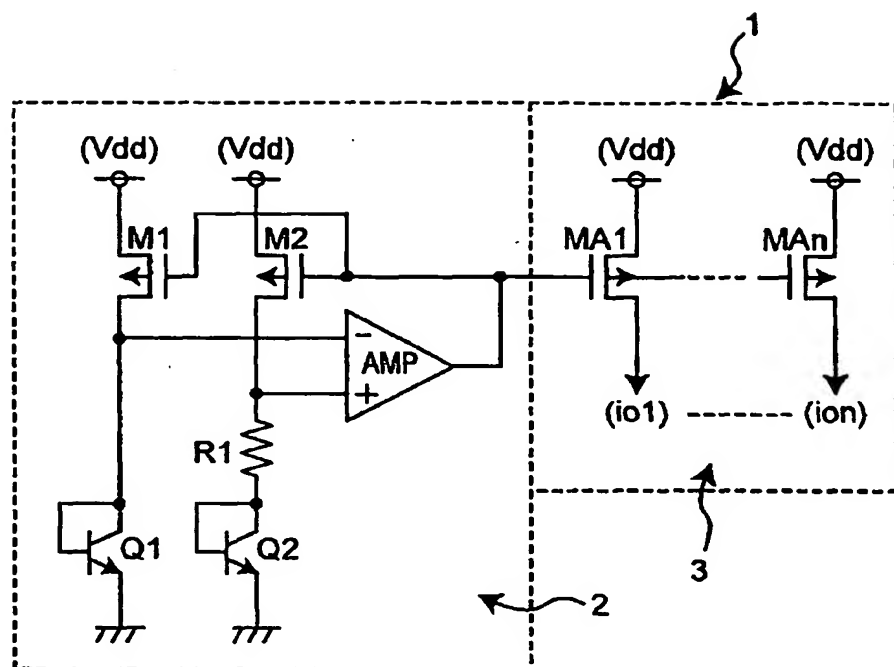 1
(Vdd) (Vdd) (Vdd) (Vdd)
M1 M2 MA1 MAn
− AMP +
(io1) (ion)
R1
Q1 Q2
3
2